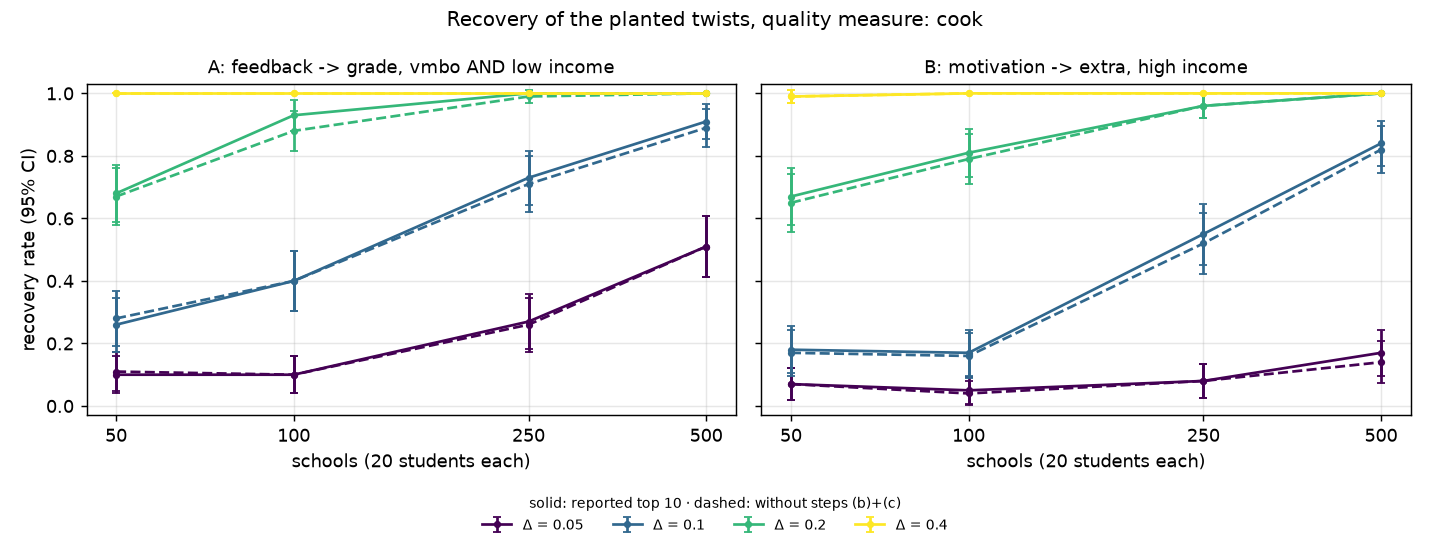 Recovery of the planted twists, quality measure: cook
A: feedback -> grade, vmbo AND low income
B: motivation -> extra, high income
recovery rate (95% CI)
1.0
0.8
0.6
0.4
0.2
0.0
50 100 250 500
50 100 250 500
schools (20 students each)
schools (20 students each)
solid: reported top 10 · dashed: without steps (b)+(c)
Δ = 0.05 Δ = 0.1 Δ = 0.2 Δ = 0.4